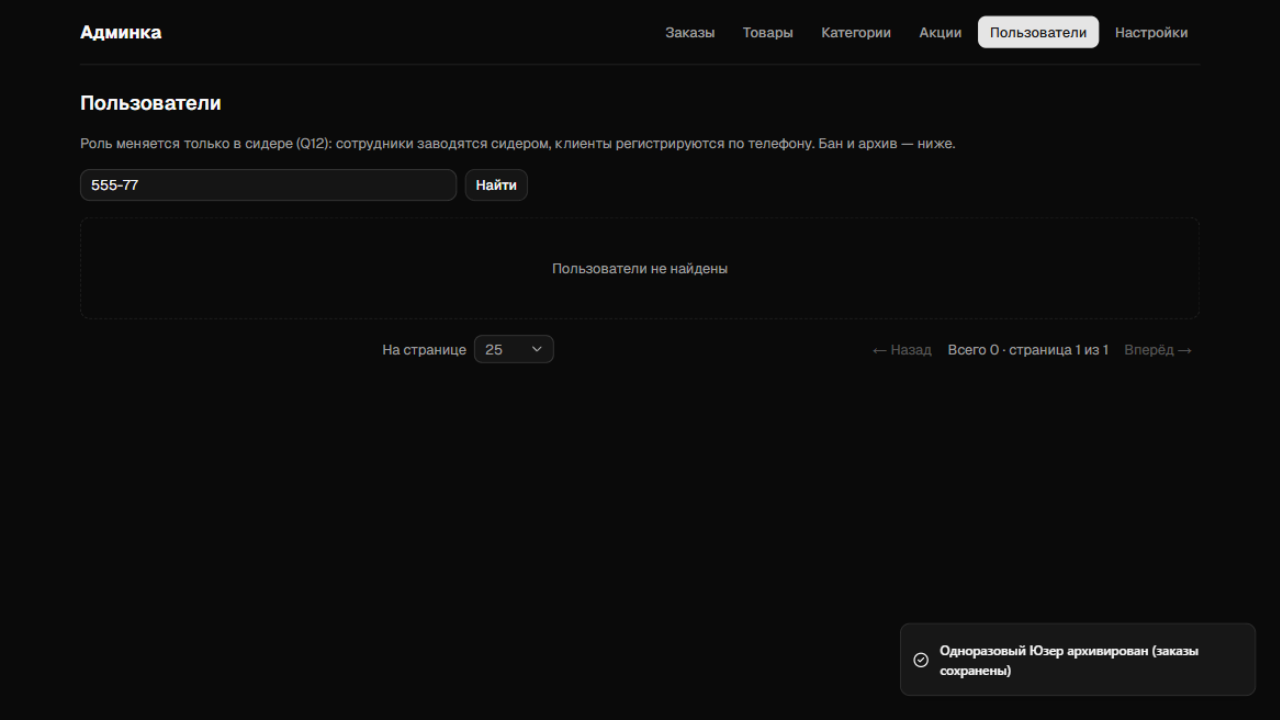 Админка
Заказы Товары Категории Акции Пользователи Настройки
Пользователи
Роль меняется только в сидере (Q12): сотрудники заводятся сидером, клиенты регистрируются по телефону. Бан и архив — ниже.
555-77 Найти
Пользователи не найдены
На странице 25 ← Назад Всего 0 · страница 1 из 1 Вперёд →
Одноразовый Юзер архивирован (заказы
сохранены)